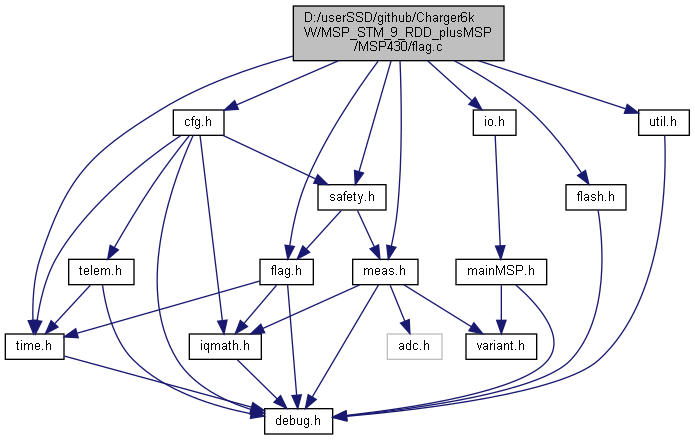 D:/userSSD/github/Charger6k
W/MSP_STM_9_RDD_plusMSP
/MSP430/flag.c
cfg.h
io.h
util.h
safety.h
flash.h
telem.h
flag.h
meas.h
mainMSP.h
time.h
iqmath.h
adc.h
variant.h
debug.h